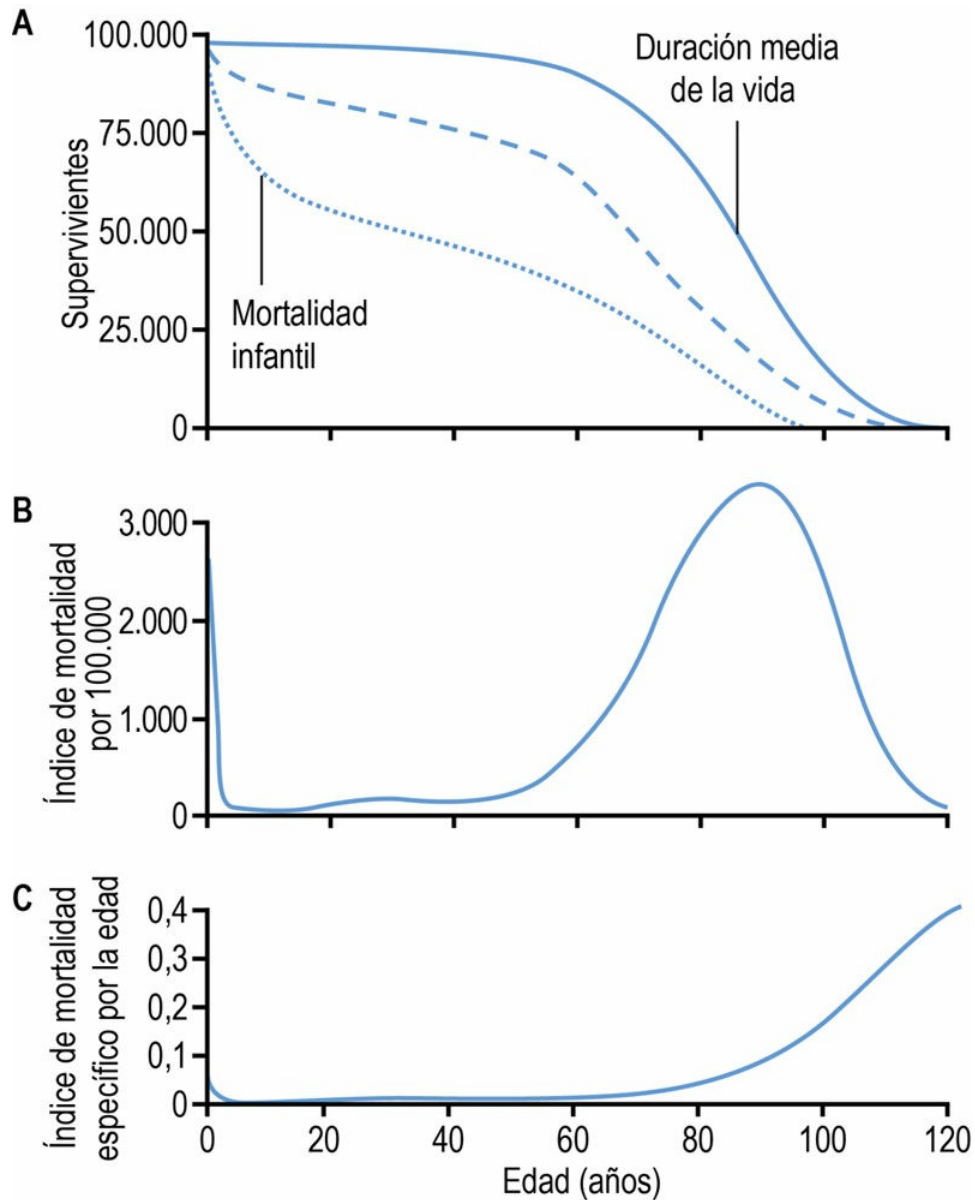 A
100.000
75.000
50.000
25.000
0
Supervivientes
Duración media
de la vida
Mortalidad
infantil
B
3.000
2.000
1.000
0
Índice de mortalidad
por 100.000
C
0,4
0,3
0,2
0,1
0
Índice de mortalidad
específico por la edad
0 20 40 60 80 100 120
Edad (años)